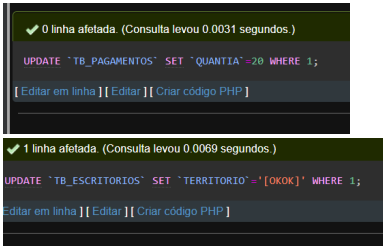 0 linha afetada. (Consulta levou 0.0031 segundos.)
UPDATE `TB_PAGAMENTOS` SET `QUANTIA`=20 WHERE 1;
[ Editar em linha ] [ Editar ] [ Criar código PHP ]
1 linha afetada. (Consulta levou 0.0069 segundos.)
UPDATE `TB_ESCRITORIOS` SET `TERRITORIO`='[OKOK]' WHERE 1;
Editar em linha ] [ Editar ] [ Criar código PHP ]